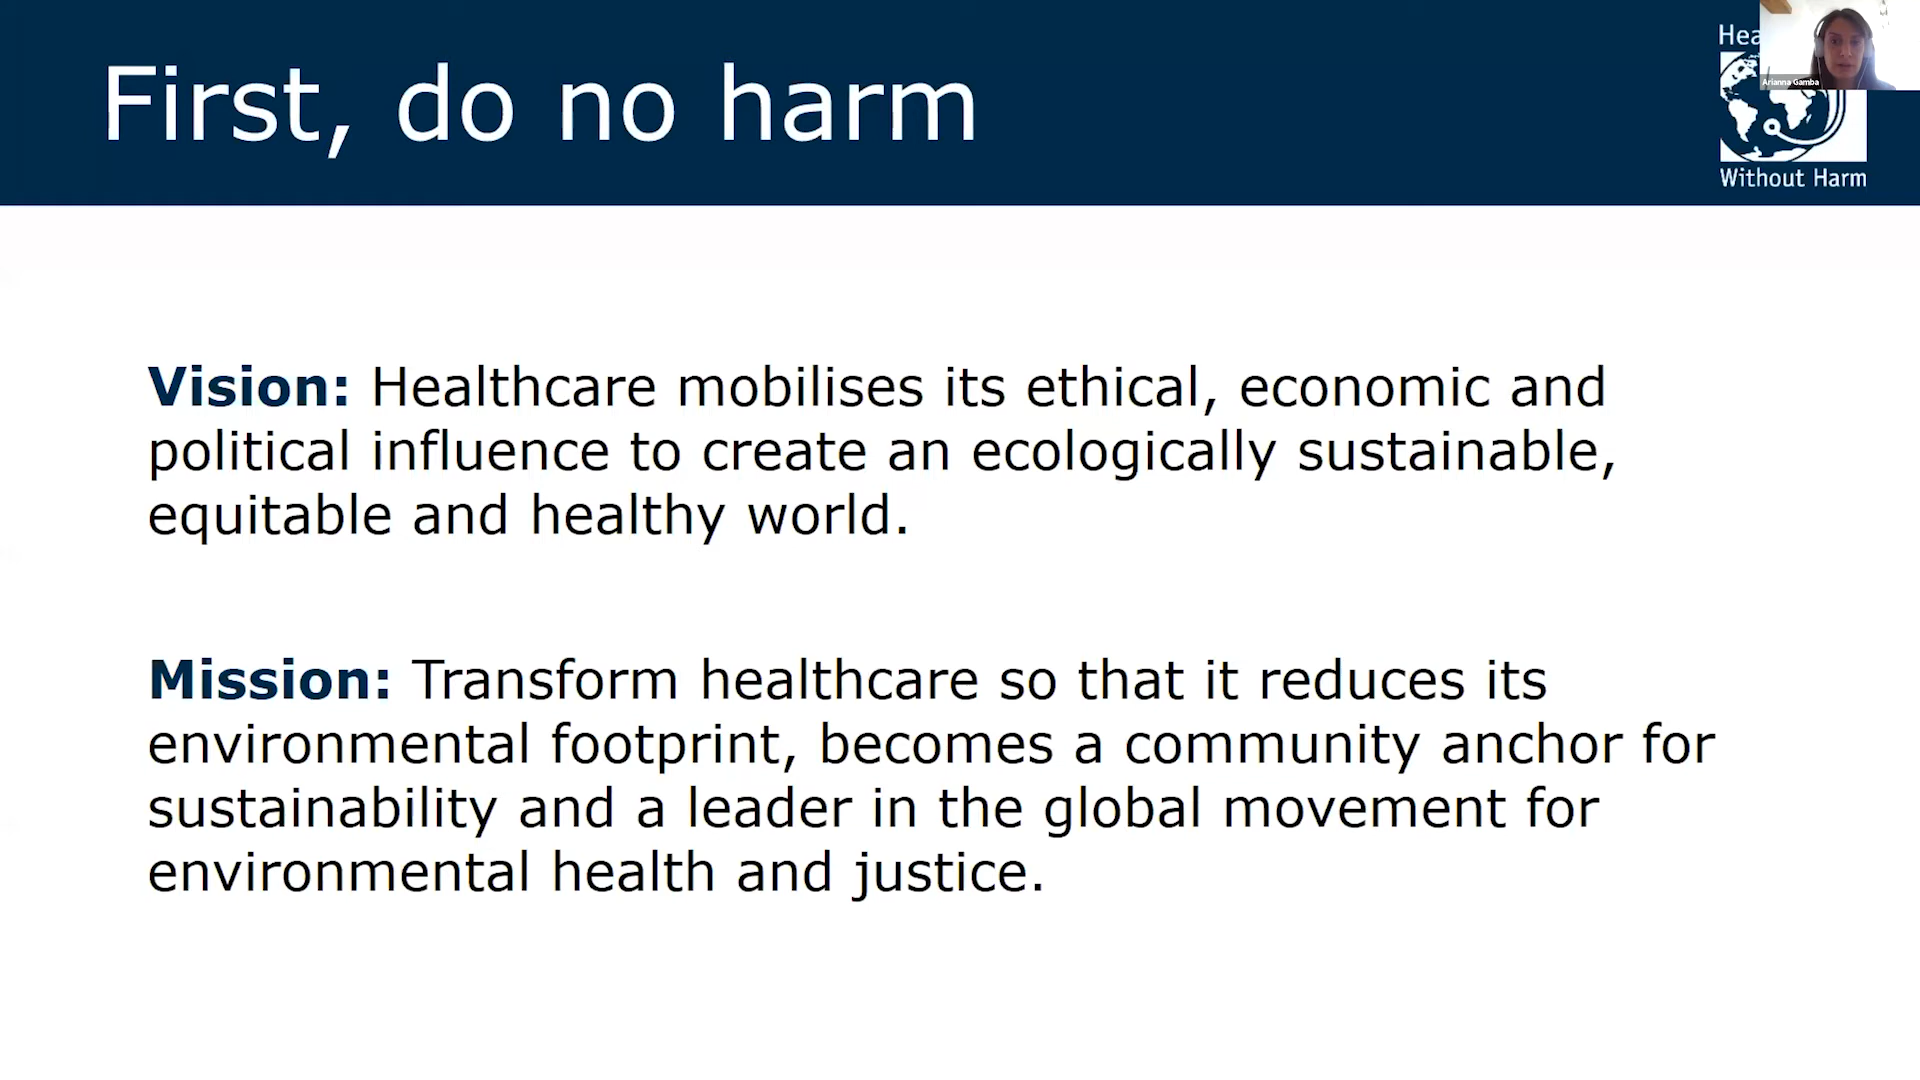 First, do no harm
Hea
Arianna Gamba
Without Harm
Vision: Healthcare mobilises its ethical, economic and
political influence to create an ecologically sustainable,
equitable and healthy world.
Mission: Transform healthcare so that it reduces its
environmental footprint, becomes a community anchor for
sustainability and a leader in the global movement for
environmental health and justice.